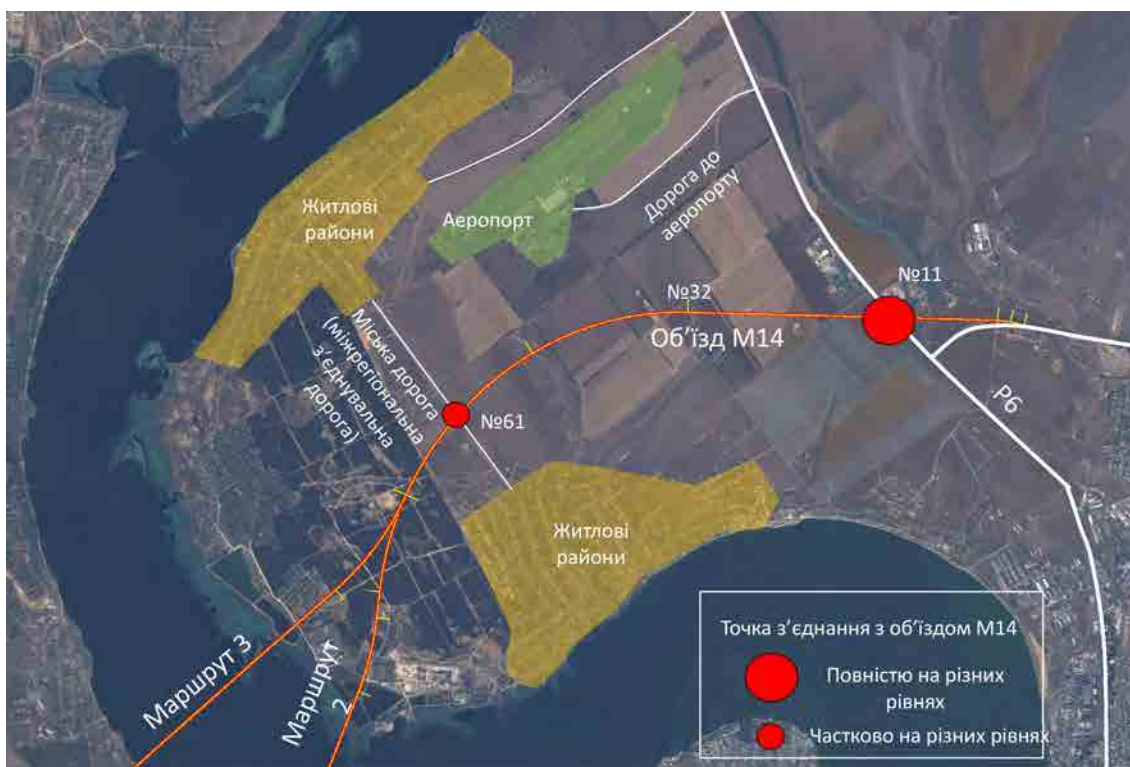 Житлові
райони
Аеропорт
Дорога до
аеропорту
№11
№32
Об’їзд М14
Міська дорога
(міжрегіональна
з’єднувальна
дорога)
№61
Р6
Житлові
райони
Маршрут 3
Маршрут
2
Точка з’єднання з об’їздом М14
Повністю на різних
рівнях
Частково на різних рівнях